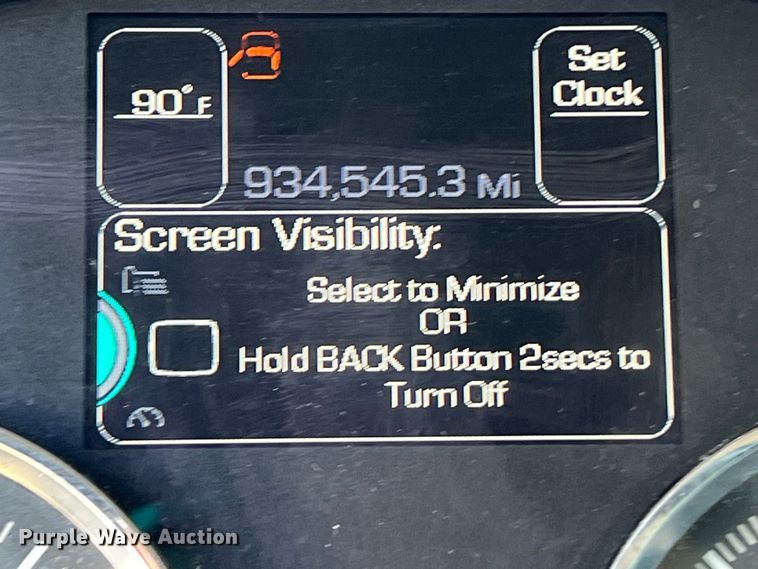 90°F
Set
Clock
934,545.3 Mi
Screen Visibility:
Select to Minimize
OR
Hold BACK Button 2secs to
Turn Off
Purple Wave Auction